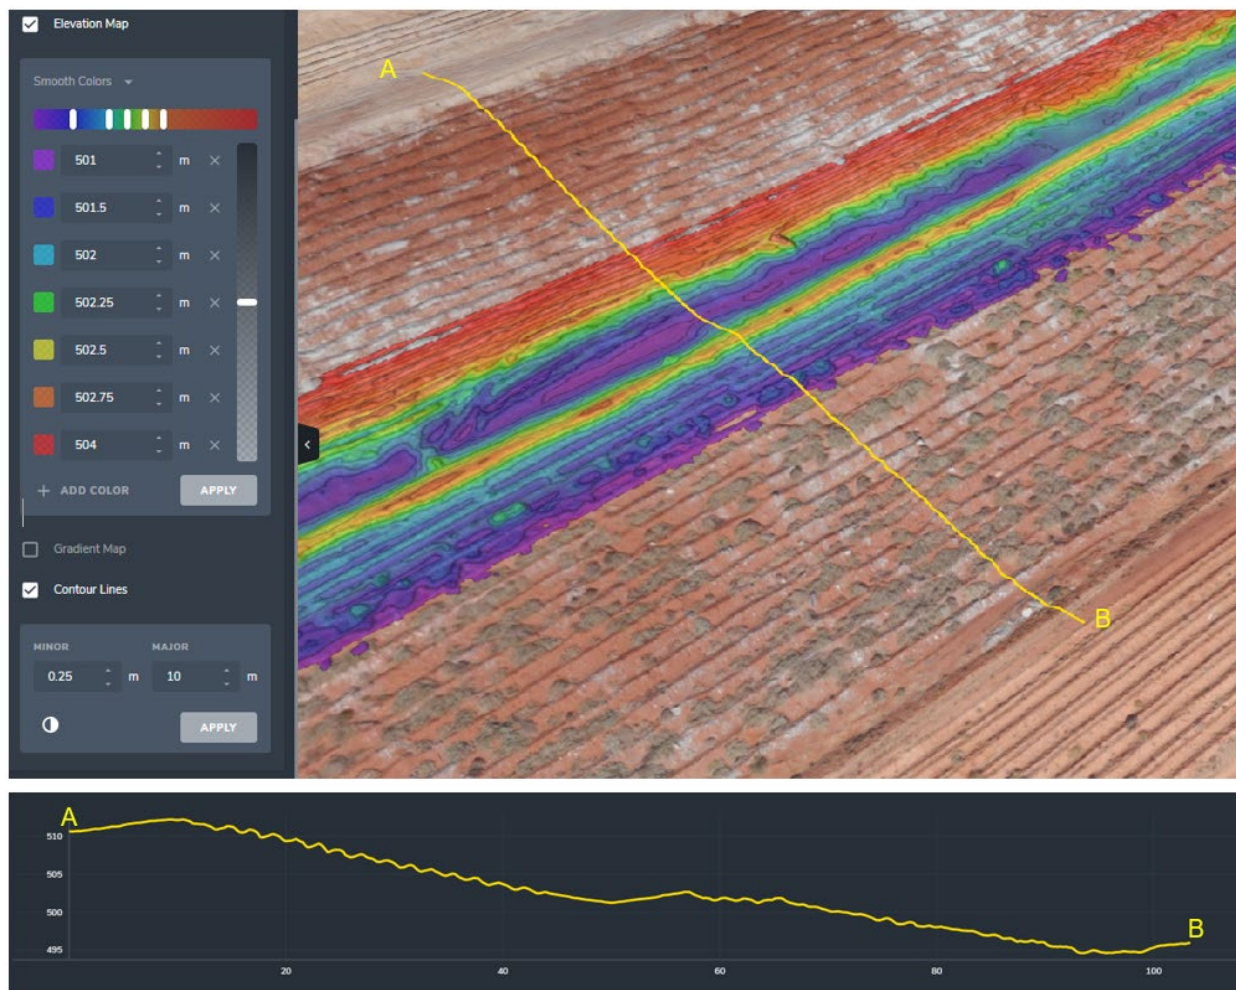 Elevation Map
Smooth Colors
501 m
501.5 m
502 m
502.25 m
502.5 m
502.75 m
504 m
+ ADD COLOR APPLY
Gradient Map
Contour Lines
MINOR MAJOR
0.25 m 10 m
APPLY
A
B
A
510
505
500
495
B
20 40 60 80 100